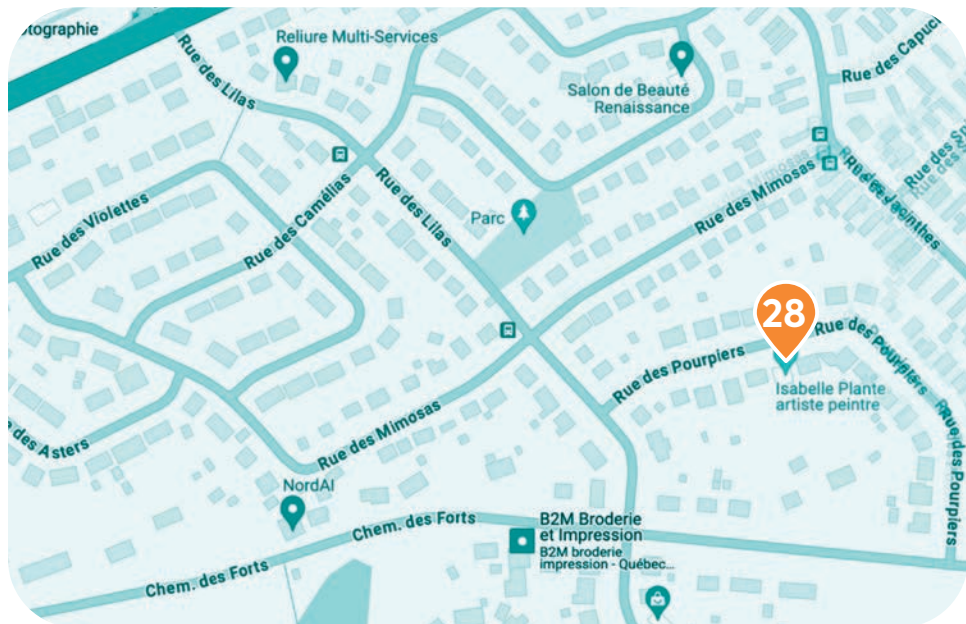 tographie
Reliure Multi-Services
Rue des Lilas
Salon de Beauté
Renaissance
Rue des Capuc
Rue des Violettes
Rue des Camélias
Rue des Lilas
Parc
Rue des Mimosas
Rue des Jacinthes
28
Rue des Pourpiers
Rue des Pourpiers
Isabelle Plante
artiste peintre
Rue des Pourpiers
des Asters
Rue des Mimosas
NordAI
Chem. des Forts
B2M Broderie
et Impression
B2M broderie
impression - Québec...
Chem. des Forts